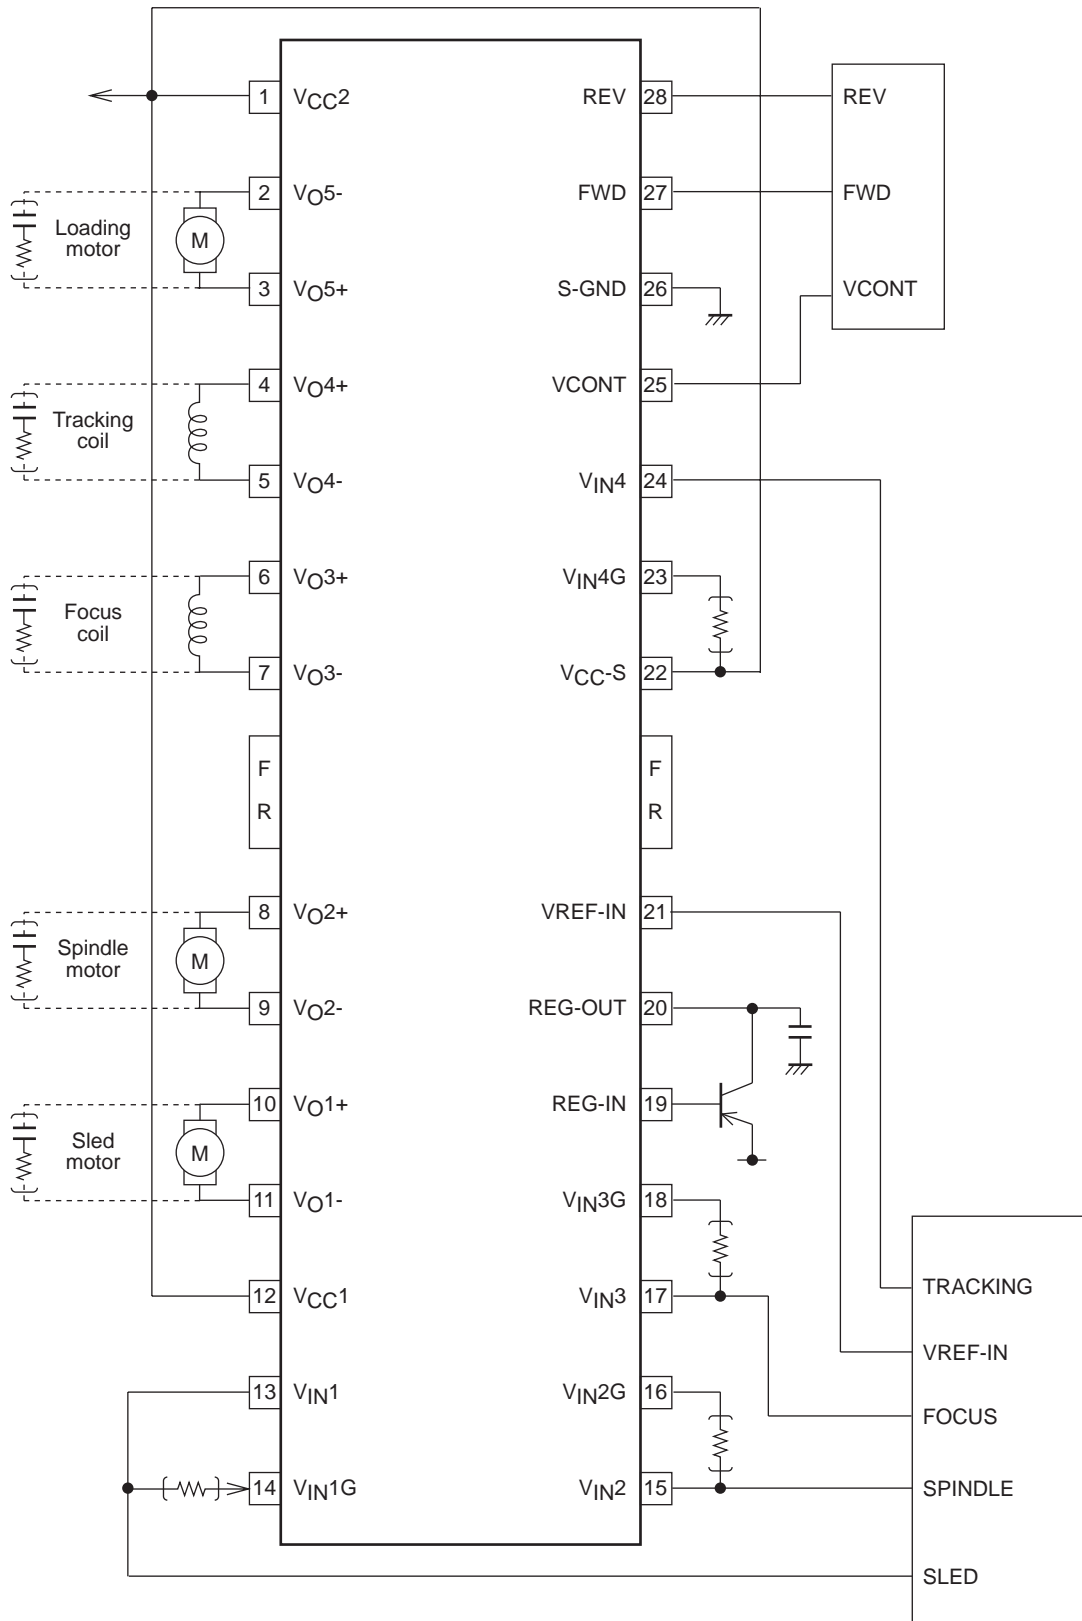 1 VCC2 REV 28 REV
2 VO5- FWD 27 FWD
Loading
motor
M
3 VO5+ S-GND 26 VCONT
4 VO4+ VCONT 25
Tracking
coil
5 VO4- VIN4 24
6 VO3+ VIN4G 23
Focus
coil
7 VO3- VCC-S 22
F F
R R
8 VO2+ VREF-IN 21
Spindle
motor
M
9 VO2- REG-OUT 20
10 VO1+ REG-IN 19
Sled
motor
M
11 VO1- VIN3G 18
12 VCC1 VIN3 17 TRACKING
VREF-IN
13 VIN1 VIN2G 16
FOCUS
14 VIN1G VIN2 15 SPINDLE
SLED